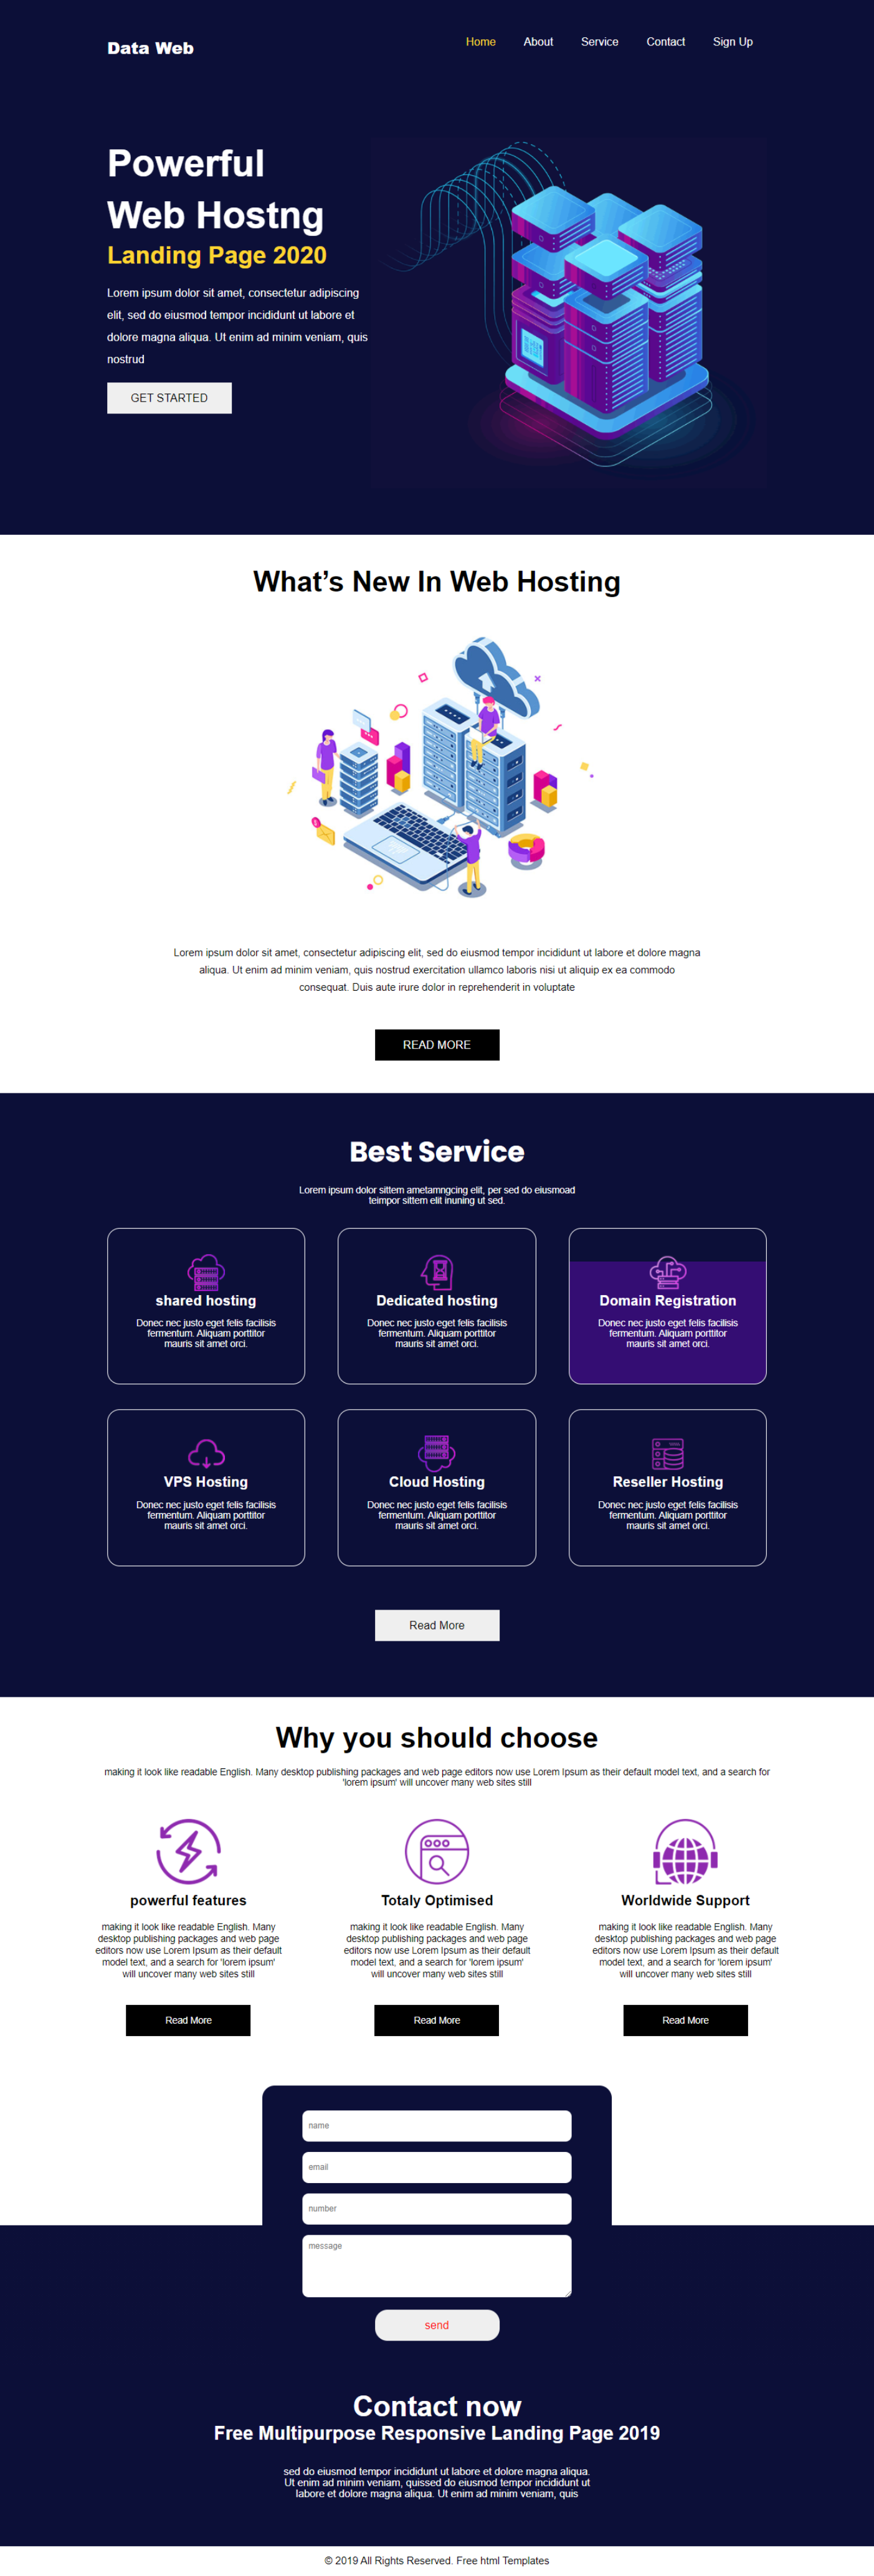 Data Web
Home
About
Service
Contact
Sign Up
Powerful
Web Hostng
Landing Page 2020
Lorem ipsum dolor sit amet, consectetur adipiscing
elit, sed do eiusmod tempor incididunt ut labore et
dolore magna aliqua. Ut enim ad minim veniam, quis
nostrud
GET STARTED
What’s New In Web Hosting
Lorem ipsum dolor sit amet, consectetur adipiscing elit, sed do eiusmod tempor incididunt ut labore et dolore magna
aliqua. Ut enim ad minim veniam, quis nostrud exercitation ullamco laboris nisi ut aliquip ex ea commodo
consequat. Duis aute irure dolor in reprehenderit in voluptate
READ MORE
Best Service
Lorem ipsum dolor sittem ametamngcing elit, per sed do eiusmoad
teimpor sittem elit inuning ut sed.
shared hosting
Donec nec justo eget felis facilisis
fermentum. Aliquam porttitor
mauris sit amet orci.
Dedicated hosting
Donec nec justo eget felis facilisis
fermentum. Aliquam porttitor
mauris sit amet orci.
Domain Registration
Donec nec justo eget felis facilisis
fermentum. Aliquam porttitor
mauris sit amet orci.
VPS Hosting
Donec nec justo eget felis facilisis
fermentum. Aliquam porttitor
mauris sit amet orci.
Cloud Hosting
Donec nec justo eget felis facilisis
fermentum. Aliquam porttitor
mauris sit amet orci.
Reseller Hosting
Donec nec justo eget felis facilisis
fermentum. Aliquam porttitor
mauris sit amet orci.
Read More
Why you should choose
making it look like readable English. Many desktop publishing packages and web page editors now use Lorem Ipsum as their default model text, and a search for
'lorem ipsum' will uncover many web sites still
powerful features
making it look like readable English. Many
desktop publishing packages and web page
editors now use Lorem Ipsum as their default
model text, and a search for 'lorem ipsum'
will uncover many web sites still
Read More
Totaly Optimised
making it look like readable English. Many
desktop publishing packages and web page
editors now use Lorem Ipsum as their default
model text, and a search for 'lorem ipsum'
will uncover many web sites still
Read More
Worldwide Support
making it look like readable English. Many
desktop publishing packages and web page
editors now use Lorem Ipsum as their default
model text, and a search for 'lorem ipsum'
will uncover many web sites still
Read More
name
email
number
message
send
Contact now
Free Multipurpose Responsive Landing Page 2019
sed do eiusmod tempor incididunt ut labore et dolore magna aliqua.
Ut enim ad minim veniam, quissed do eiusmod tempor incididunt ut
labore et dolore magna aliqua. Ut enim ad minim veniam, quis
© 2019 All Rights Reserved. Free html Templates